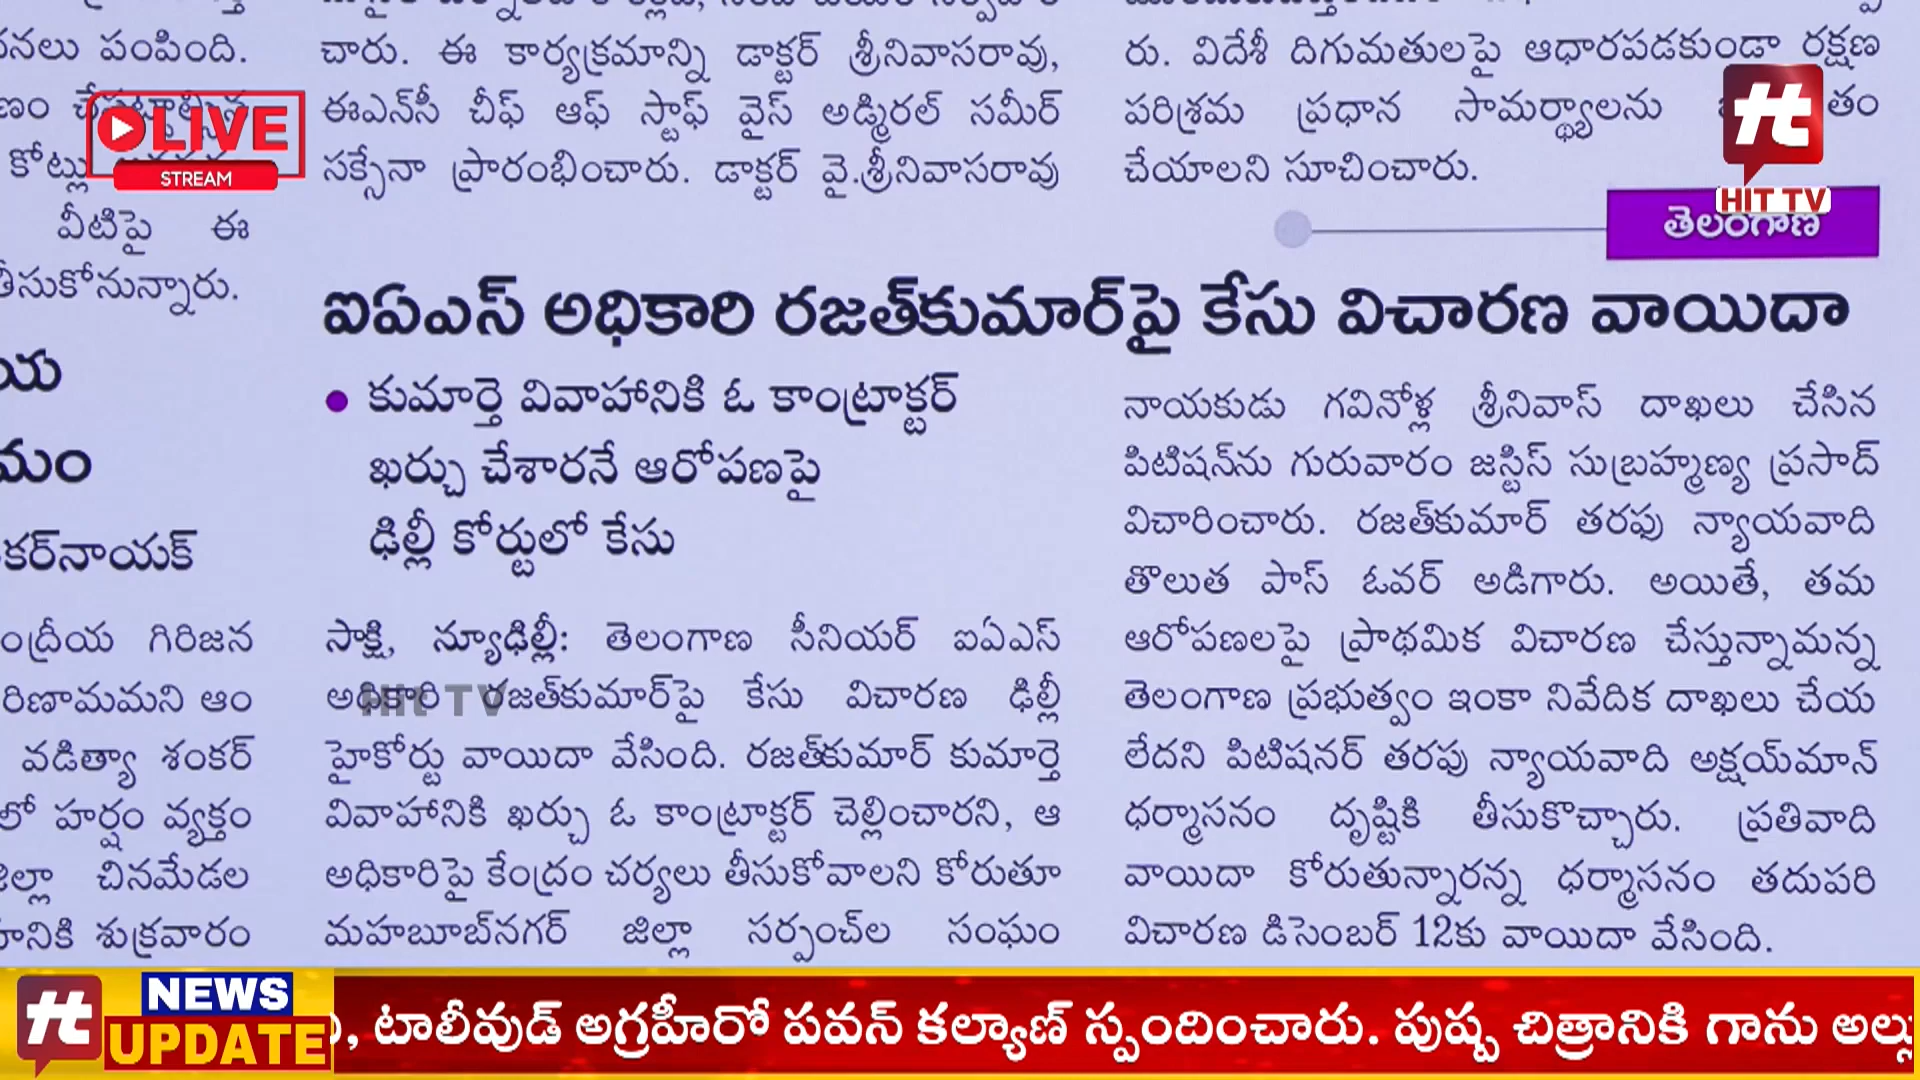 నలు పంపింది.
వీటిపై ఈ
తీసుకోనున్నారు.
మం
కర్‌నాయక్
గిరిజన
రిణామమని ఆం
వడిత్యా శంకర్
లో హర్షం వ్యక్తం
జిల్లా చినమేడల
శుక్రవారం
చారు. ఈ కార్యక్రమాన్ని డాక్టర్ శ్రీనివాసరావు,
ఈఎన్‌సీ చీఫ్ ఆఫ్ స్టాఫ్ వైస్ అడ్మిరల్ సమీర్
సక్సేనా ప్రారంభించారు. డాక్టర్ వై.శ్రీనివాసరావు
రు. విదేశీ దిగుమతులపై ఆధారపడకుండా రక్షణ
పరిశ్రమ ప్రధాన సామర్థ్యాలను
చేయాలని సూచించారు.
తెలంగాణ
ఐఏఎస్ అధికారి రజత్‌కుమార్‌పై కేసు విచారణ వాయిదా
• కుమార్తె వివాహానికి ఓ కాంట్రాక్టర్
ఖర్చు చేశారనే ఆరోపణపై
ఢిల్లీ కోర్టులో కేసు
సాక్షి, న్యూఢిల్లీ: తెలంగాణ సీనియర్ ఐఏఎస్
అధికారి రజత్‌కుమార్‌పై కేసు విచారణ ఢిల్లీ
హైకోర్టు వాయిదా వేసింది. రజత్‌కుమార్ కుమార్తె
వివాహానికి ఖర్చు ఓ కాంట్రాక్టర్ చెల్లించారని, ఆ
అధికారిపై కేంద్రం చర్యలు తీసుకోవాలని కోరుతూ
మహబూబ్‌నగర్ జిల్లా సర్పంచ్‌ల సంఘం
నాయకుడు గవినోళ్ల శ్రీనివాస్ దాఖలు చేసిన
పిటిషన్‌ను గురువారం జస్టిస్ సుబ్రహ్మణ్య ప్రసాద్
విచారించారు. రజత్‌కుమార్ తరఫు న్యాయవాది
తొలుత పాస్ ఓవర్ అడిగారు. అయితే, తమ
ఆరోపణలపై ప్రాథమిక విచారణ చేస్తున్నామన్న
తెలంగాణ ప్రభుత్వం ఇంకా నివేదిక దాఖలు చేయ
లేదని పిటిషనర్ తరఫు న్యాయవాది అక్షయ్‌మాన్
ధర్మాసనం దృష్టికి తీసుకొచ్చారు. ప్రతివాది
వాయిదా కోరుతున్నారన్న ధర్మాసనం తదుపరి
విచారణ డిసెంబర్ 12కు వాయిదా వేసింది.
LIVE
STREAM
HIT TV
Hit TV
NEWS
UPDATE
, టాలీవుడ్ అగ్రహీరో పవన్ కల్యాణ్ స్పందించారు. పుష్ప చిత్రానికి గాను